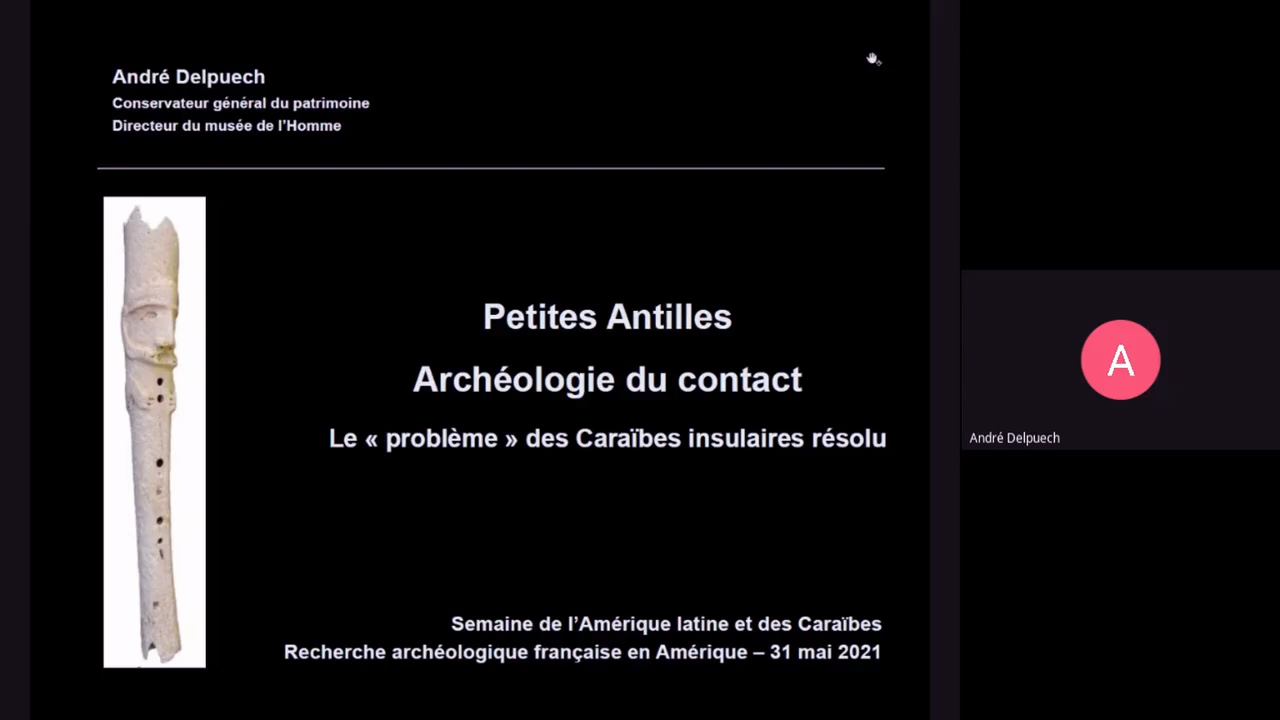 André Delpuech
Conservateur général du patrimoine
Directeur du musée de l’Homme
Petites Antilles
Archéologie du contact
Le « problème » des Caraïbes insulaires résolu
Semaine de l’Amérique latine et des Caraïbes
Recherche archéologique française en Amérique – 31 mai 2021
A
André Delpuech